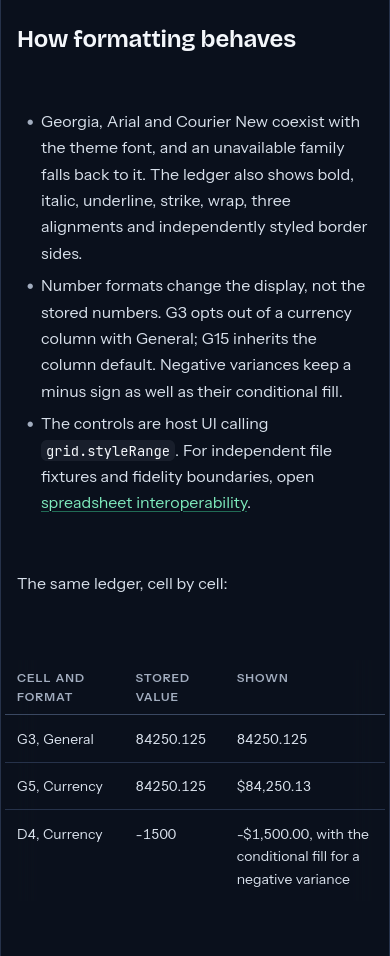 How formatting behaves
• Georgia, Arial and Courier New coexist with
the theme font, and an unavailable family
falls back to it. The ledger also shows bold,
italic, underline, strike, wrap, three
alignments and independently styled border
sides.
• Number formats change the display, not the
stored numbers. G3 opts out of a currency
column with General; G15 inherits the
column default. Negative variances keep a
minus sign as well as their conditional fill.
• The controls are host UI calling
grid.styleRange. For independent file
fixtures and fidelity boundaries, open
spreadsheet interoperability.
The same ledger, cell by cell:
CELL AND FORMAT STORED VALUE SHOWN
G3, General 84250.125 84250.125
G5, Currency 84250.125 $84,250.13
D4, Currency -1500 -$1,500.00, with the
conditional fill for a
negative variance